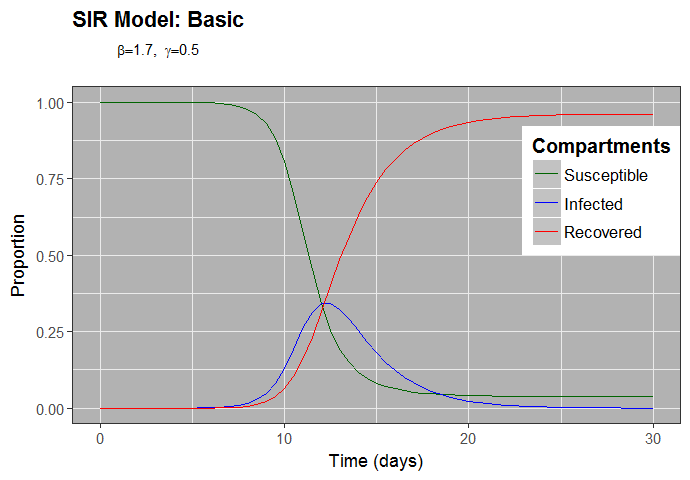 SIR Model: Basic
β=1.7, γ=0.5
Proportion
1.00
0.75
0.50
0.25
0.00
Compartments
Susceptible
Infected
Recovered
0 10 20 30
Time (days)